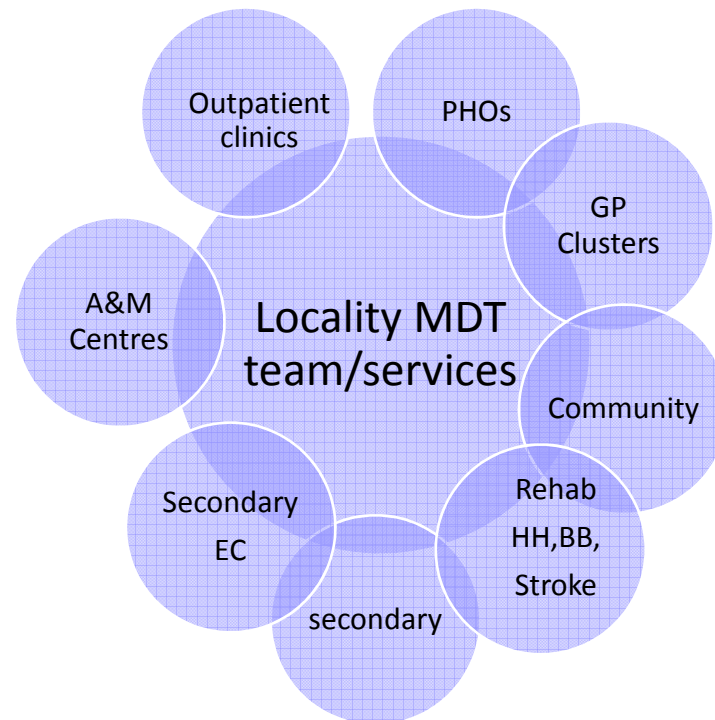 Outpatient
clinics
PHOs
GP
Clusters
A&M
Centres
Locality MDT
team/services
Community
Secondary
EC
Rehab
HH,BB,
Stroke
secondary